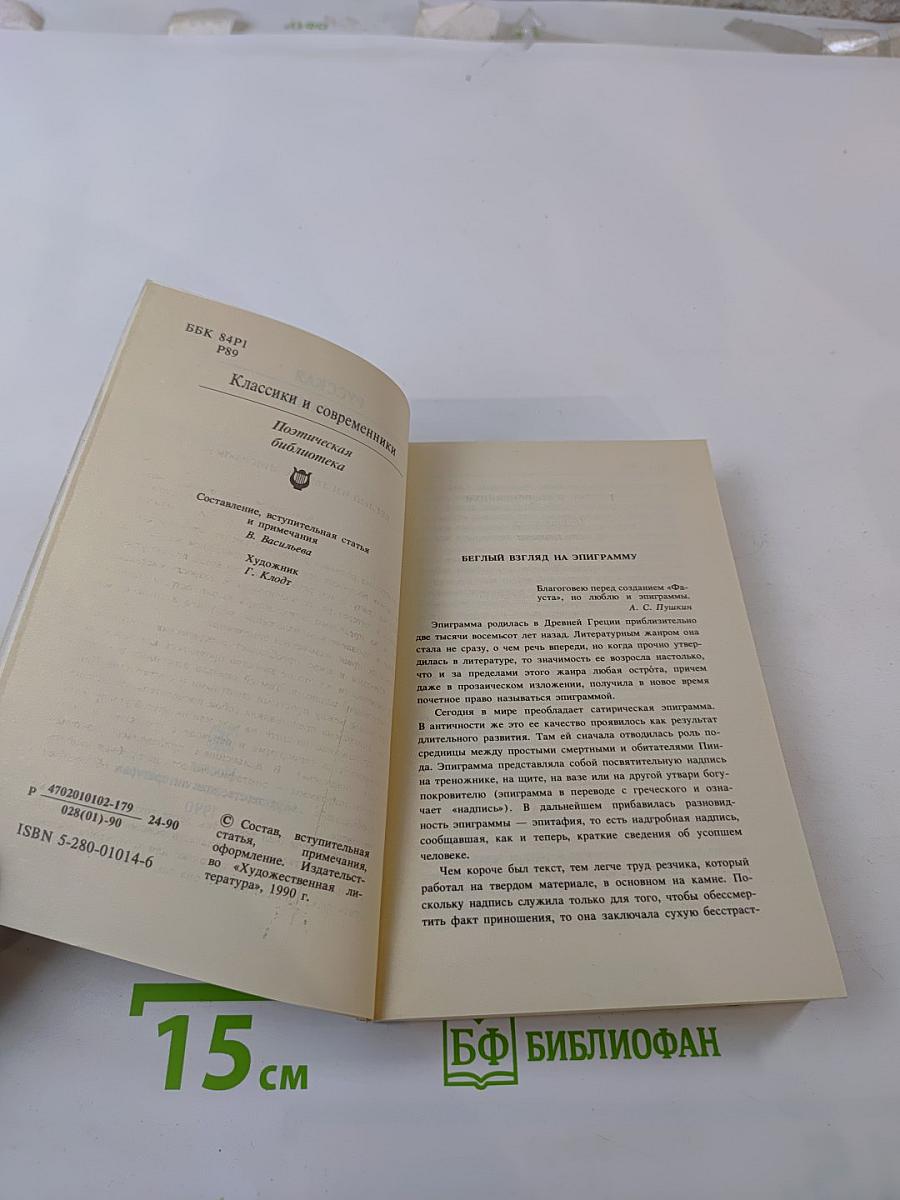 ББК 84Р1
Р89
Классики и современники
Поэтическая
библиотека
Составление, вступительная статья
и примечания
В. Васильева
Художник
Г. Клодт
Р 4702010102-179
028(01)-90
24-90
© Состав, вступительная
статья, примечания,
оформление. Издательст-
во «Художественная ли-
тература», 1990 г.
ISBN 5-280-01014-6
БЕГЛЫЙ ВЗГЛЯД НА ЭПИГРАММУ
Благоговею перед созданием «Фа-
уста», но люблю и эпиграммы.
А. С. Пушкин
Эпиграмма родилась в Древней Греции приблизительно
две тысячи восемьсот лет назад. Литературным жанром она
стала не сразу, о чем речь впереди, но когда прочно утвер-
дилась в литературе, то значимость ее возросла настолько,
что и за пределами этого жанра любая острота, причем
даже в прозаическом изложении, получила в новое время
почетное право называться эпиграммой.
Сегодня в мире преобладает сатирическая эпиграмма.
В античности же это ее качество проявилось как результат
длительного развития. Там ей сначала отводилась роль по-
средницы между простыми смертными и обитателями Пин-
да. Эпиграмма представляла собой посвятительную надпись
на треножнике, на щите, на вазе или на другой утвари богу-
покровителю (эпиграмма в переводе с греческого и озна-
чает «надпись»). В дальнейшем прибавилась разновид-
ность эпиграммы — эпитафия, то есть надгробная надпись,
сообщавшая, как и теперь, краткие сведения об усопшем
человеке.
Чем короче был текст, тем легче труд резчика, который
работал на твердом материале, в основном на камне. По-
скольку надпись служила только для того, чтобы обессмер-
тить факт приношения, то она заключала сухую бесстраст-
15 см
БФ БИБЛИОФАН